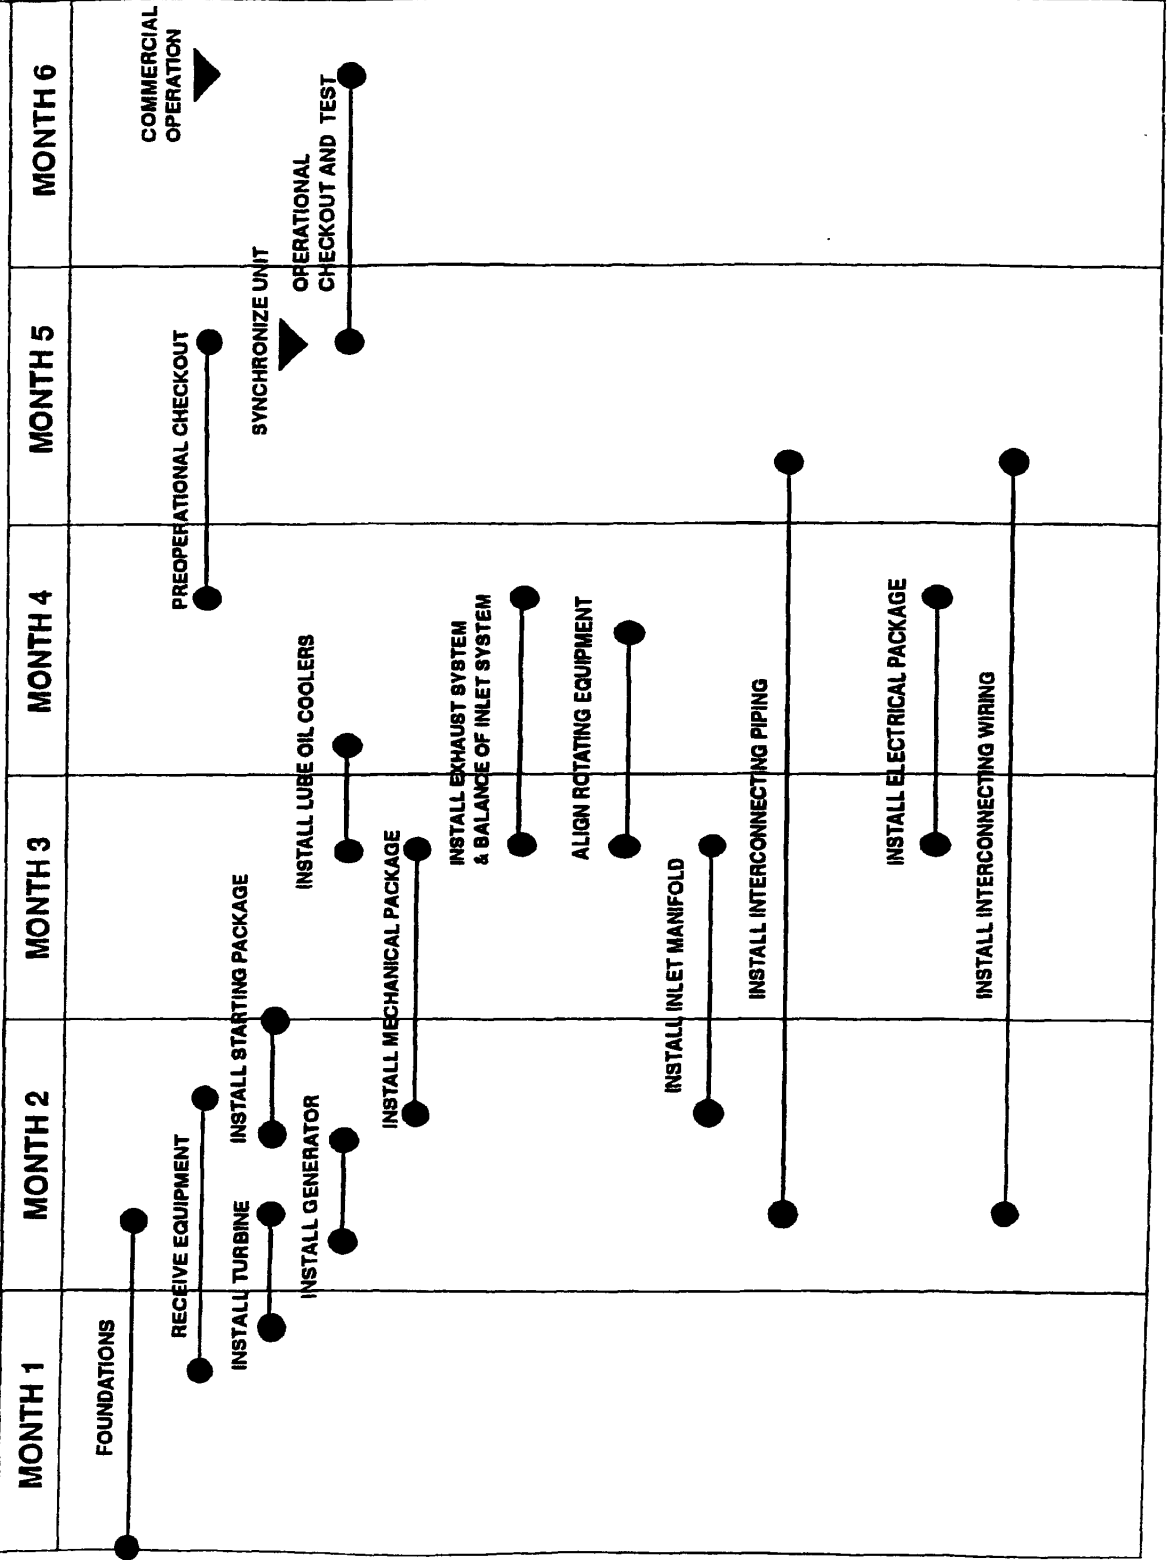 MONTH 1
MONTH 2
MONTH 3
MONTH 4
MONTH 5
MONTH 6
FOUNDATIONS
RECEIVE EQUIPMENT
PREOPERATIONAL CHECKOUT
COMMERCIAL
OPERATION
INSTALL TURBINE
INSTALL STARTING PACKAGE
SYNCHRONIZE UNIT
INSTALL GENERATOR
INSTALL LUBE OIL COOLERS
OPERATIONAL
CHECKOUT AND TEST
INSTALL MECHANICAL PACKAGE
INSTALL EXHAUST SYSTEM
& BALANCE OF INLET SYSTEM
ALIGN ROTATING EQUIPMENT
INSTALL INLET MANIFOLD
INSTALL INTERCONNECTING PIPING
INSTALL ELECTRICAL PACKAGE
INSTALL INTERCONNECTING WIRING